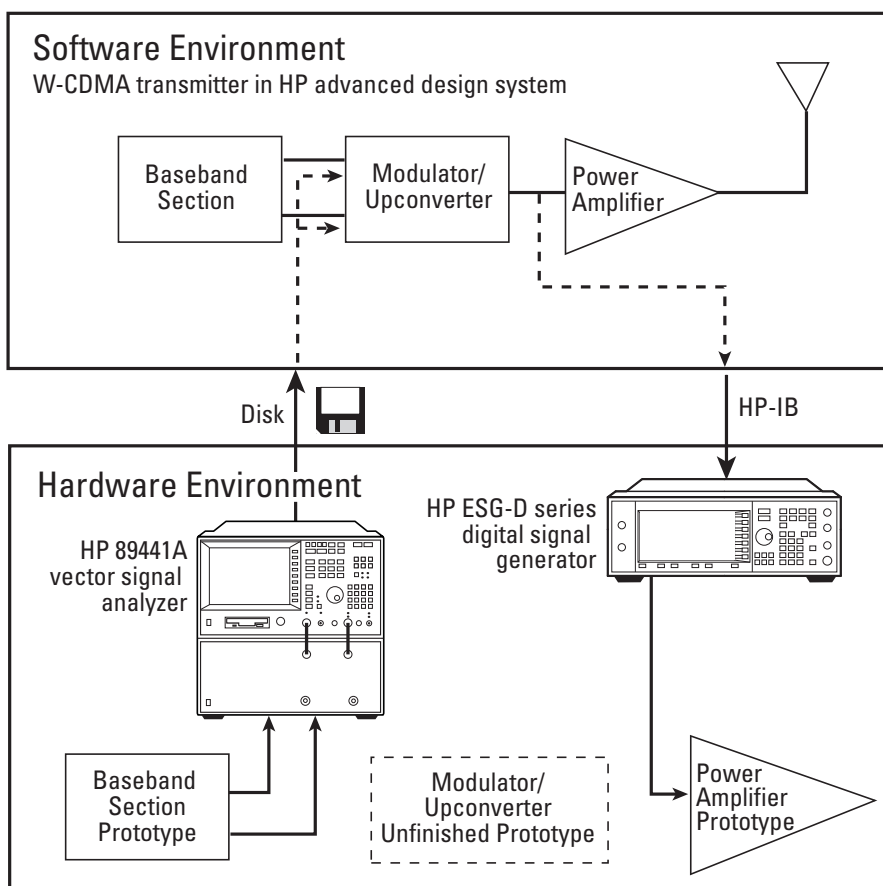 Software Environment
W-CDMA transmitter in HP advanced design system
Baseband
Section
Modulator/
Upconverter
Power
Amplifier
Disk
HP-IB
Hardware Environment
HP 89441A
vector signal
analyzer
HP ESG-D series
digital signal
generator
Baseband
Section
Prototype
Modulator/
Upconverter
Unfinished Prototype
Power
Amplifier
Prototype